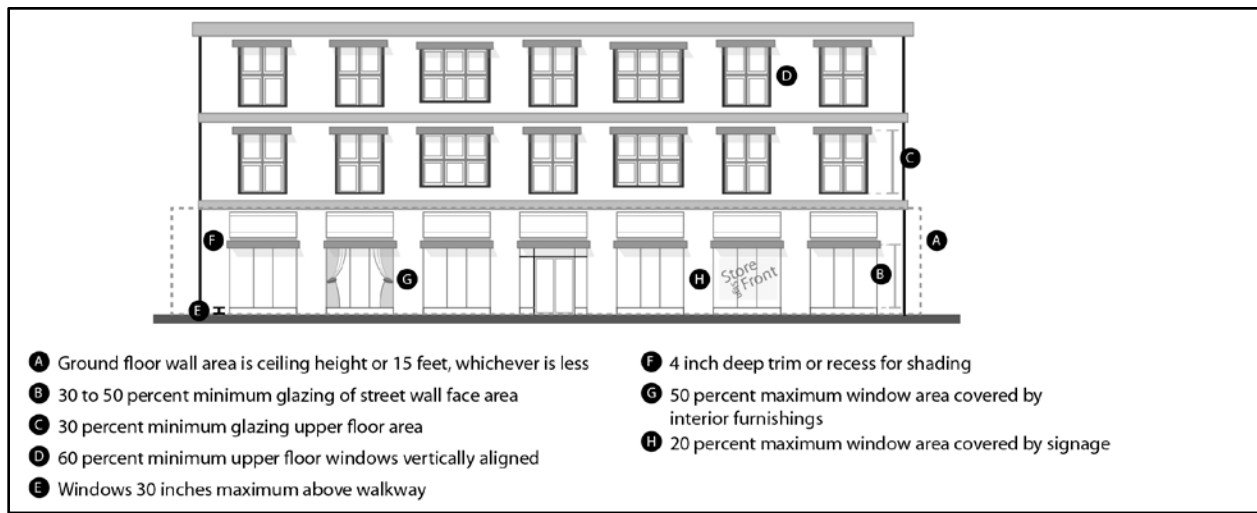 D
C
F
A
G
H
Store
Front
B
E
A Ground floor wall area is ceiling height or 15 feet, whichever is less
B 30 to 50 percent minimum glazing of street wall face area
C 30 percent minimum glazing upper floor area
D 60 percent minimum upper floor windows vertically aligned
E Windows 30 inches maximum above walkway
F 4 inch deep trim or recess for shading
G 50 percent maximum window area covered by
interior furnishings
H 20 percent maximum window area covered by signage